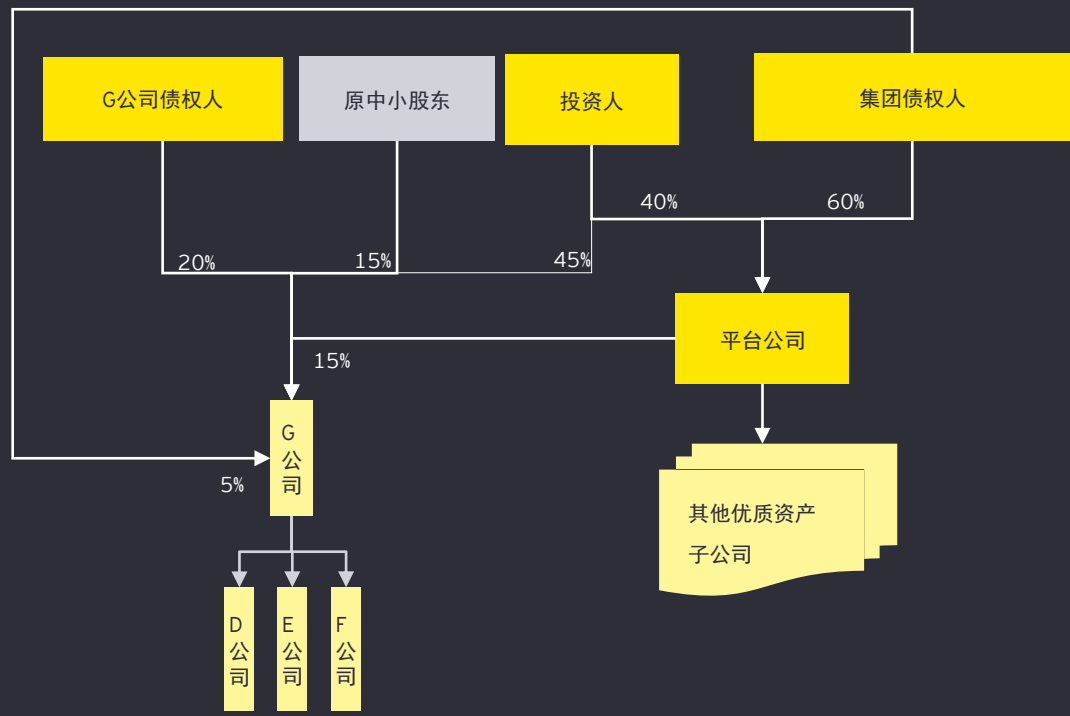 G公司债权人
原中小股东
投资人
集团债权人
40%
60%
20%
15%
45%
平台公司
15%
G
公
司
5%
其他优质资产
子公司
D
公
司
E
公
司
F
公
司